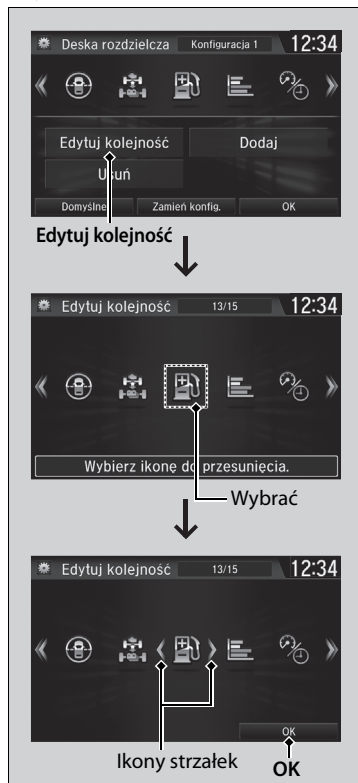 Deska rozdzielcza Konfiguracja 1 12:34
Edytuj kolejność Dodaj
Usuń
Domyślne Zamień konfig. OK
Edytuj kolejność
Edytuj kolejność 13/15 12:34
Wybierz ikonę do przesunięcia.
Wybrać
Edytuj kolejność 13/15 12:34
OK
Ikony strzałek OK